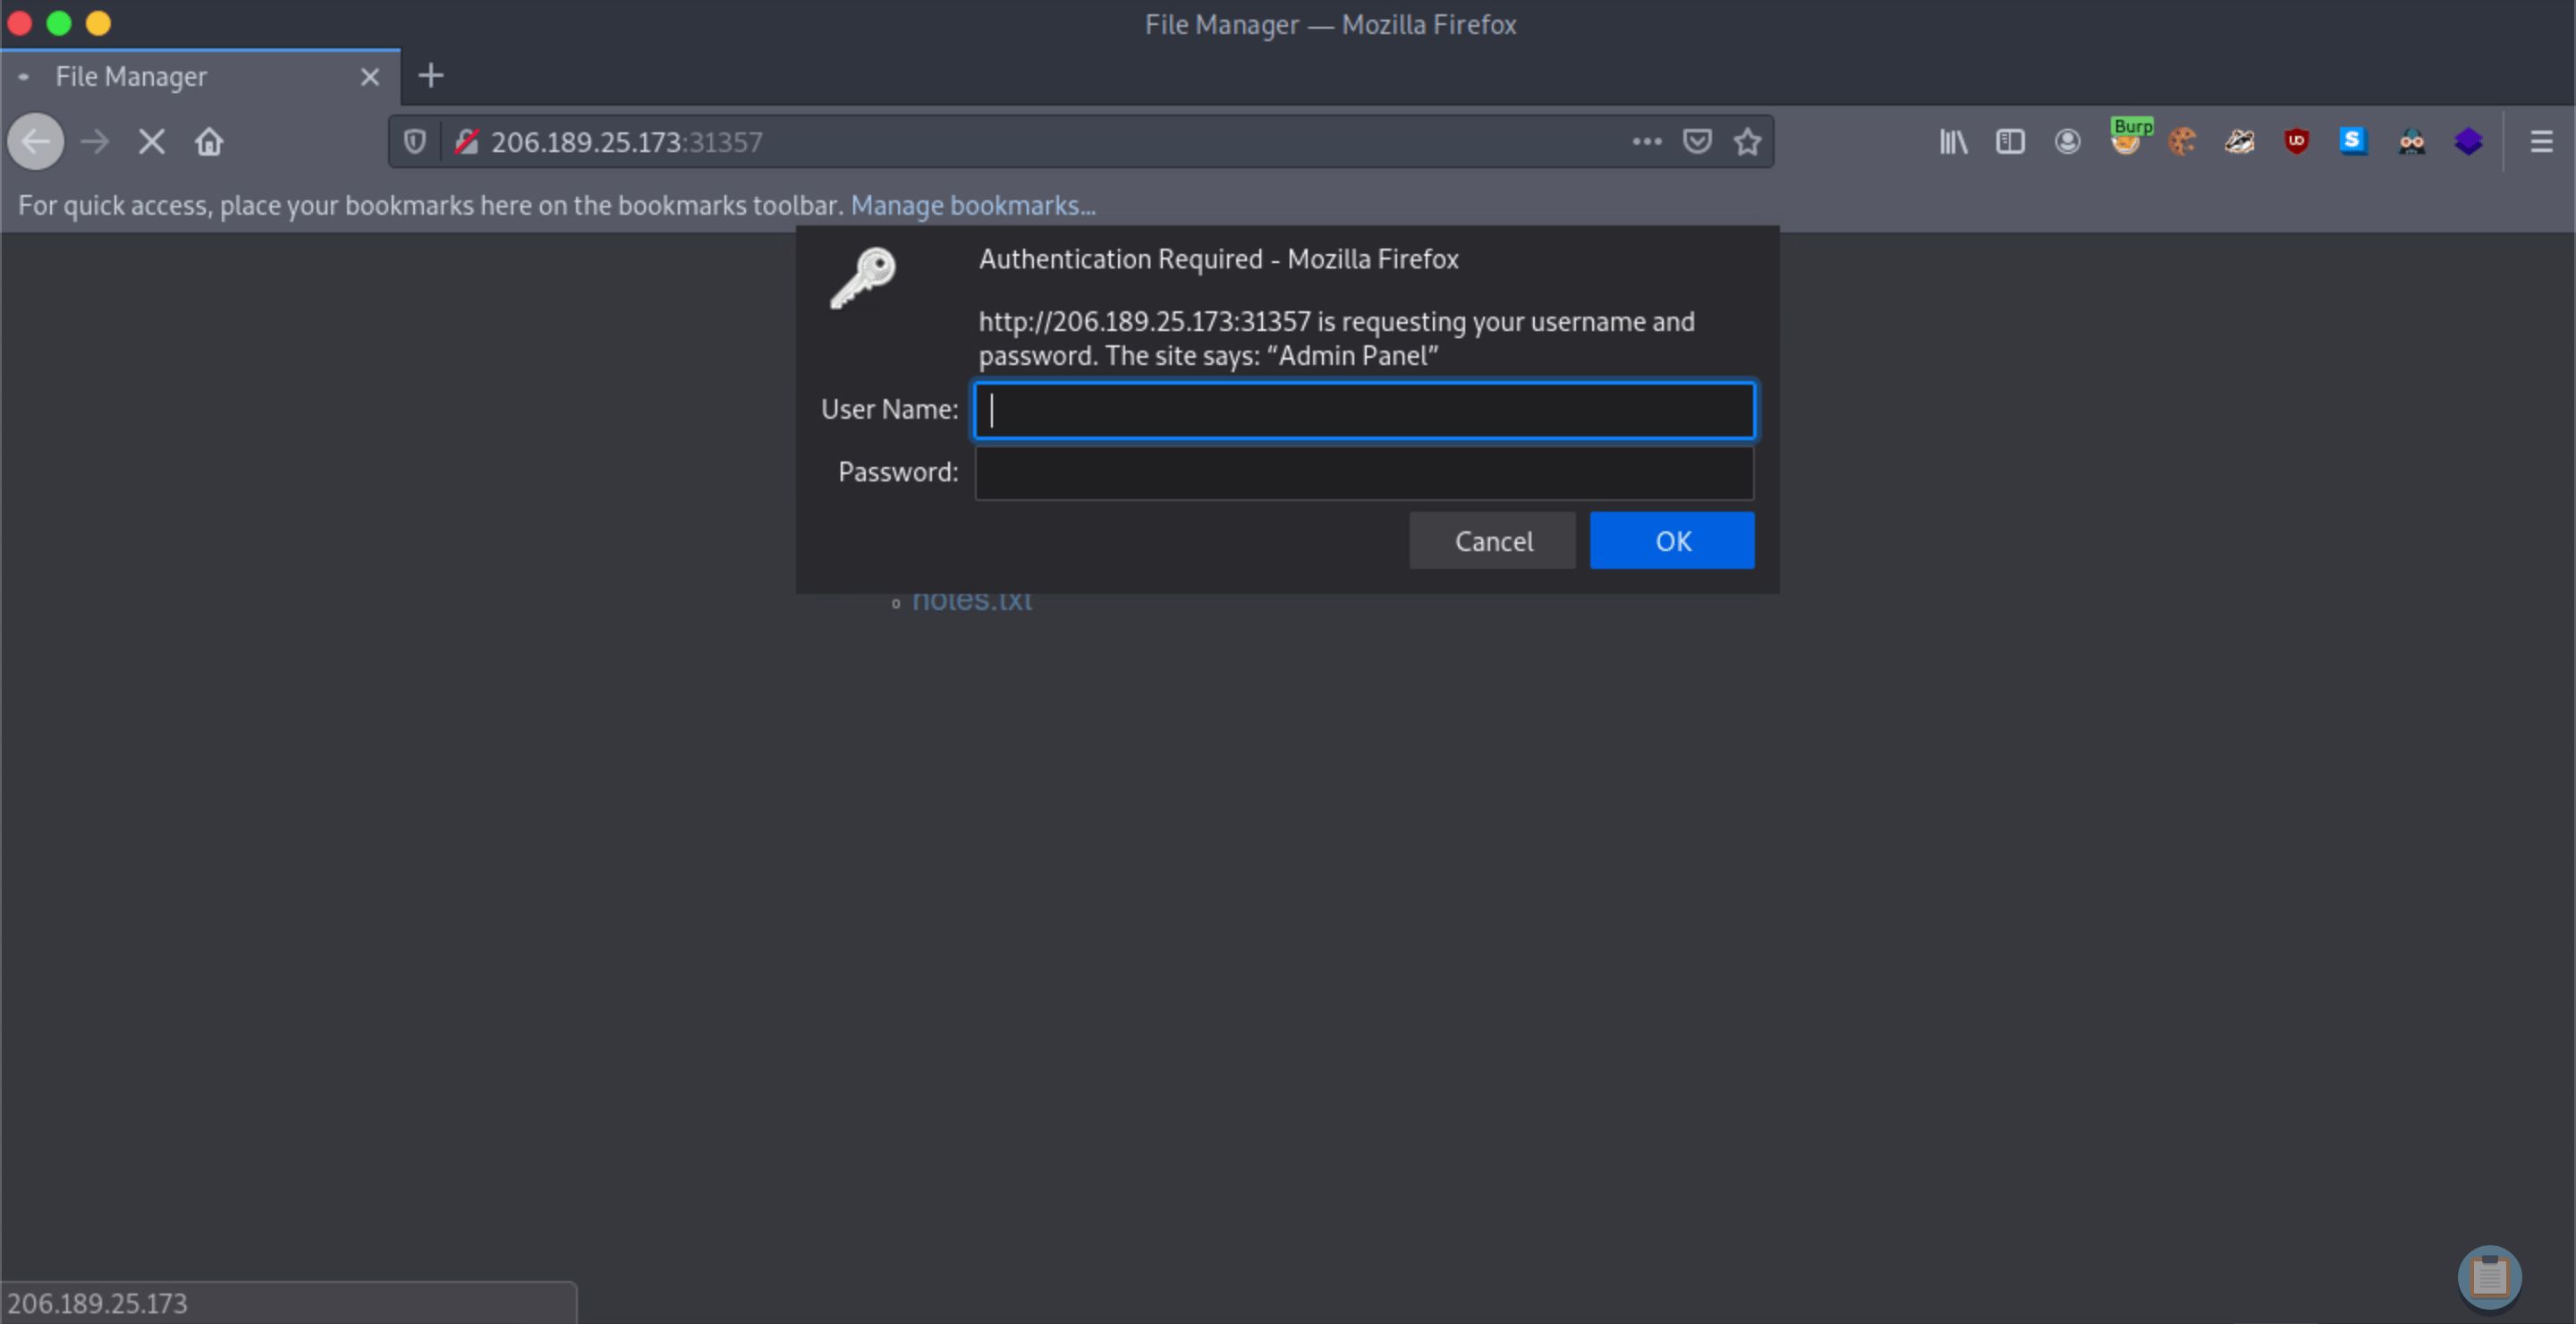 File Manager — Mozilla Firefox
File Manager
206.189.25.173:31357
Burp
UD
S
For quick access, place your bookmarks here on the bookmarks toolbar. Manage bookmarks...
Authentication Required - Mozilla Firefox
http://206.189.25.173:31357 is requesting your username and
password. The site says: “Admin Panel”
User Name:
Password:
Cancel
OK
notes.txt
206.189.25.173